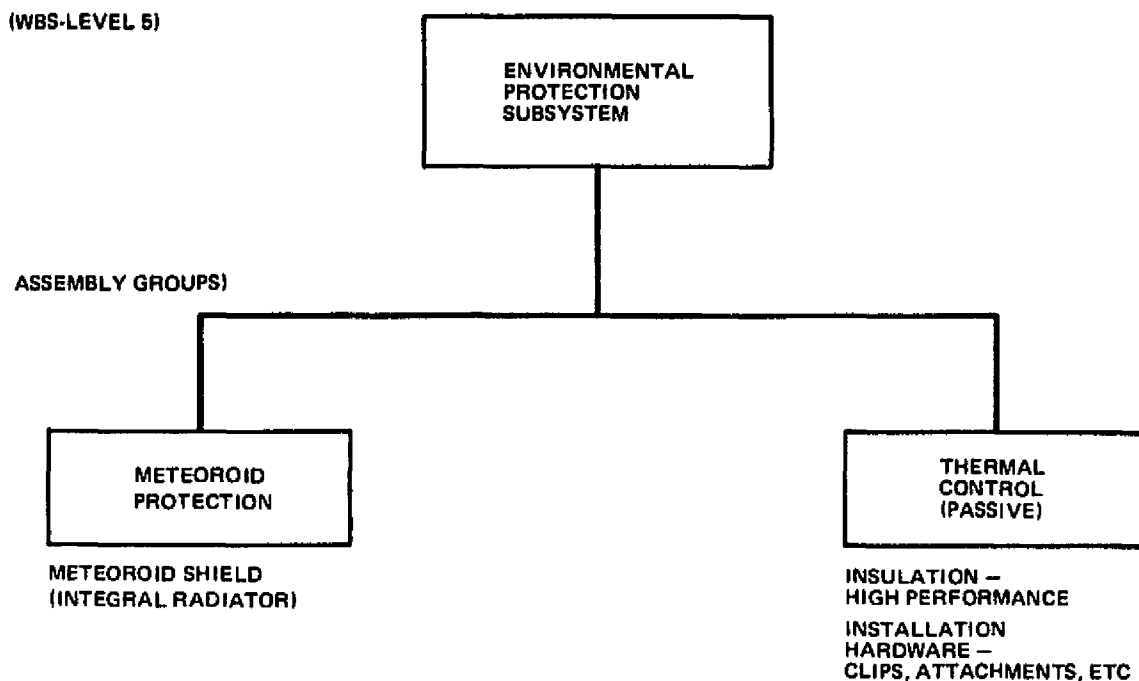 (WBS-LEVEL 5)
ENVIRONMENTAL
PROTECTION
SUBSYSTEM
ASSEMBLY GROUPS)
METEOROID
PROTECTION
METEOROID SHIELD
(INTEGRAL RADIATOR)
THERMAL
CONTROL
(PASSIVE)
INSULATION —
HIGH PERFORMANCE
INSTALLATION
HARDWARE —
CLIPS, ATTACHMENTS, ETC